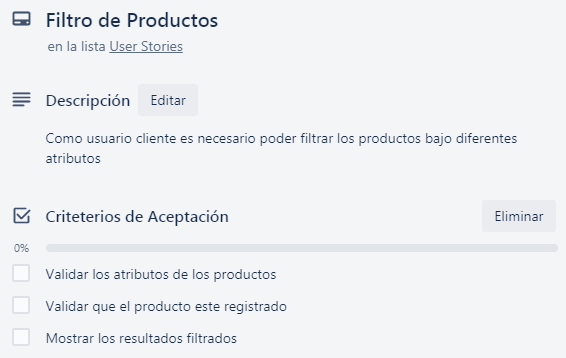 Filtro de Productos
en la lista User Stories
Descripción Editar
Como usuario cliente es necesario poder filtrar los productos bajo diferentes
atributos
Criteterios de Aceptación Eliminar
0%
Validar los atributos de los productos
Validar que el producto este registrado
Mostrar los resultados filtrados